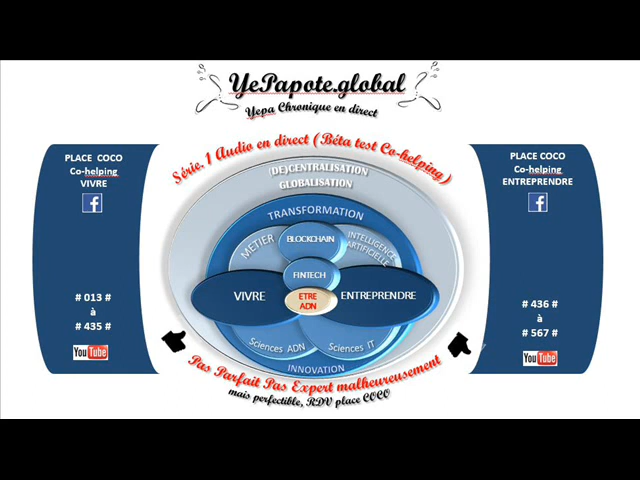 YePapote.global
Yepa Chronique en direct
Série, 1 Audio en direct (Béta test Co-helping)
PLACE COCO
Co-helping
VIVRE
# 013 #
à
# 435 #
YouTube
(DE)CENTRALISATION
GLOBALISATION
TRANSFORMATION
METIER
BLOCKCHAIN
INTELLIGENCE
ARTIFICIELLE
FINTECH
VIVRE
ETRE
ADN
ENTREPRENDRE
Sciences ADN
Sciences IT
INNOVATION
PLACE COCO
Co-helping
ENTREPRENDRE
# 436 #
à
# 567 #
YouTube
Pas Parfait Pas Expert malheureusement
mais perfectible, RDV place COCO